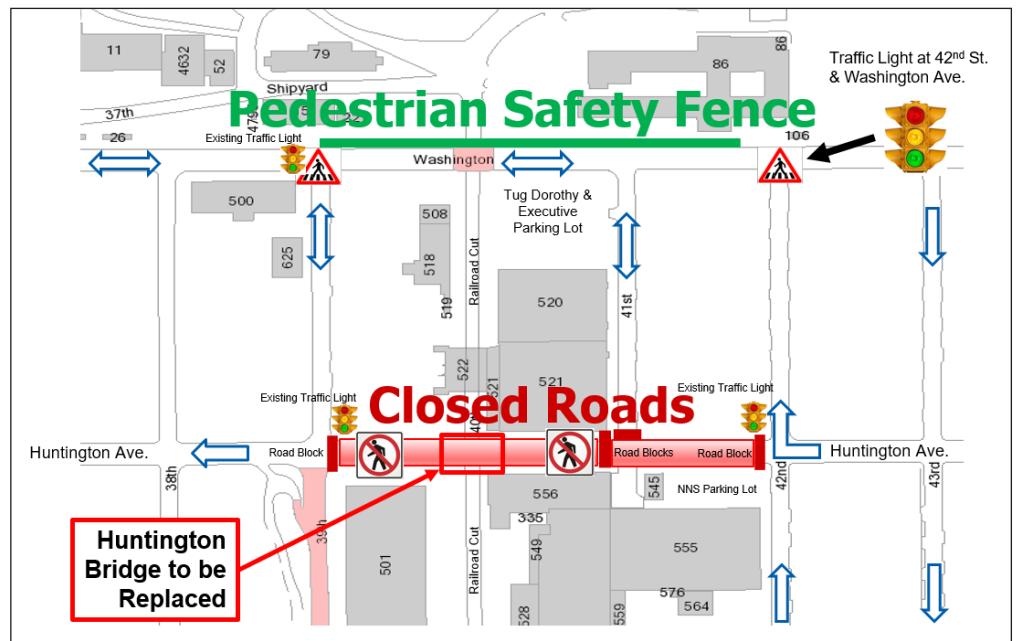 11
4632
52
79
86
86
Traffic Light at 42nd St.
& Washington Ave.
Shipyard
37th
Pedestrian Safety Fence
26
Existing Traffic Light
106
Washington
500
508
Tug Dorothy &
Executive
Parking Lot
625
518
519
Railroad Cut
520
41st
522
521
521
Existing Traffic Light
Existing Traffic Light
Closed Roads
Huntington Ave.
Road Block
Road Blocks
Road Block
Huntington Ave.
38th
39th
556
545
NNS Parking Lot
42nd
43rd
335
Huntington
Bridge to be
Replaced
501
Railroad Cut
549
555
576
564
528
559